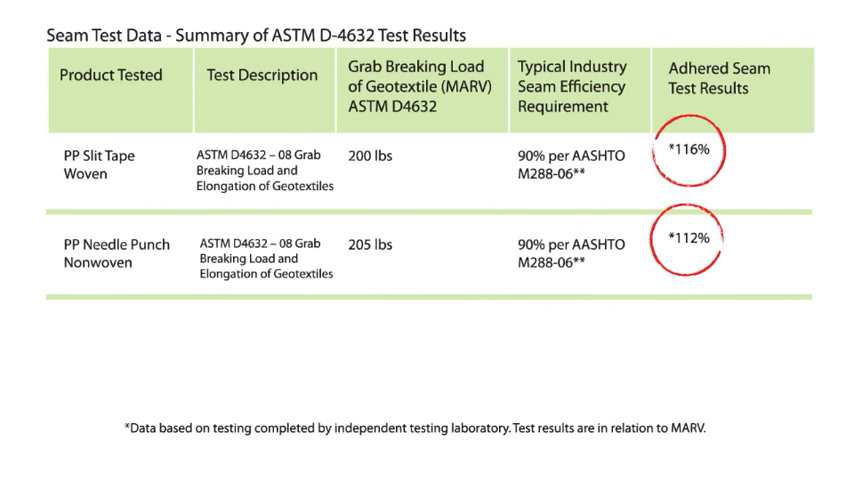 Seam Test Data - Summary of ASTM D-4632 Test Results
Product Tested
Test Description
Grab Breaking Load
of Geotextile (MARV)
ASTM D4632
Typical Industry
Seam Efficiency
Requirement
Adhered Seam
Test Results
PP Slit Tape
Woven
ASTM D4632 – 08 Grab
Breaking Load and
Elongation of Geotextiles
200 lbs
90% per AASHTO
M288-06**
*116%
PP Needle Punch
Nonwoven
ASTM D4632 – 08 Grab
Breaking Load and
Elongation of Geotextiles
205 lbs
90% per AASHTO
M288-06**
*112%
*Data based on testing completed by independent testing laboratory. Test results are in relation to MARV.